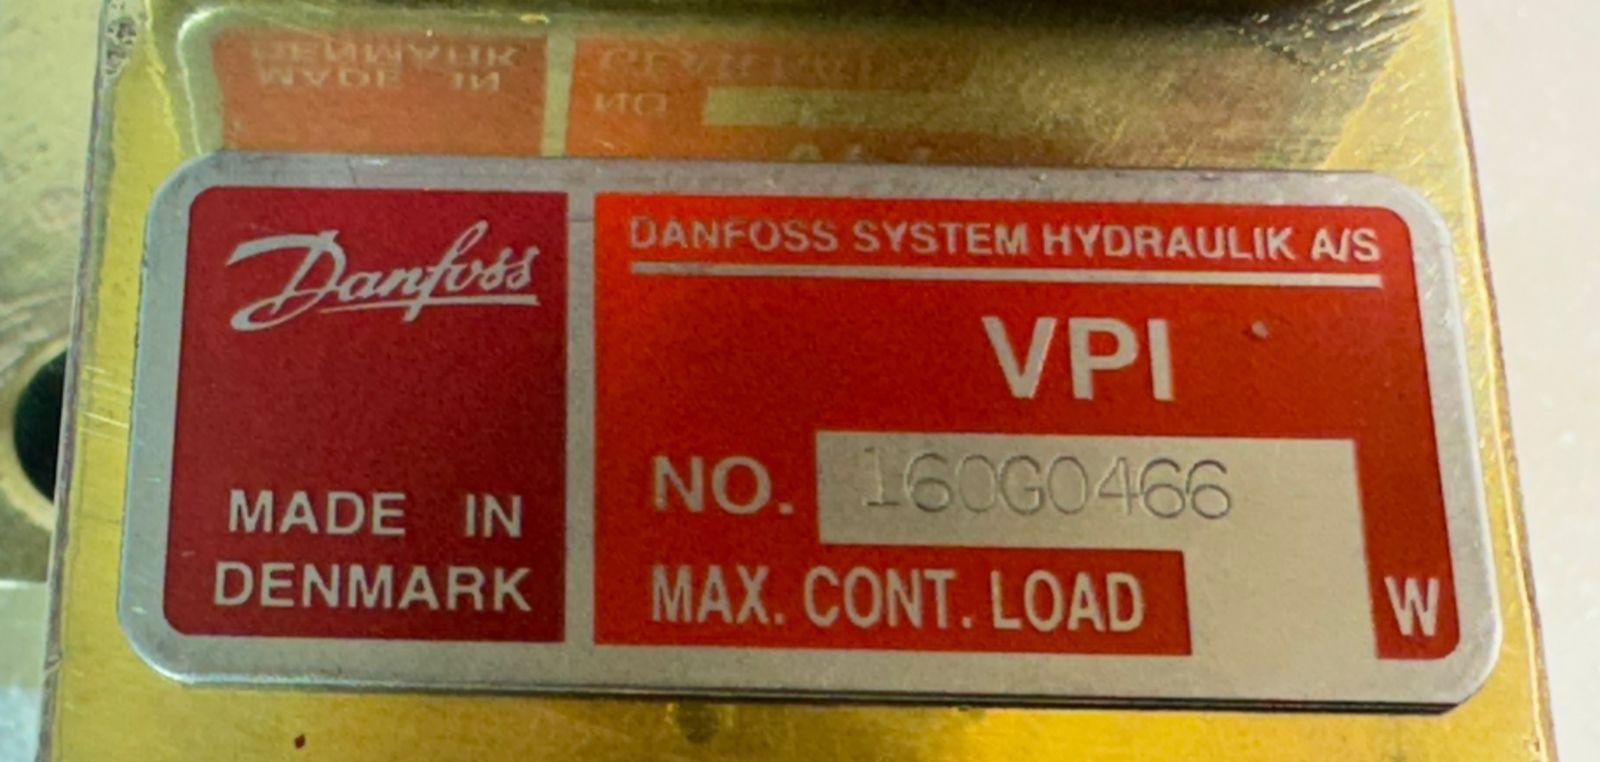 Danfoss
MADE IN
DENMARK
DANFOSS SYSTEM HYDRAULIK A/S
VPI
NO. 160G0466
MAX. CONT. LOAD W